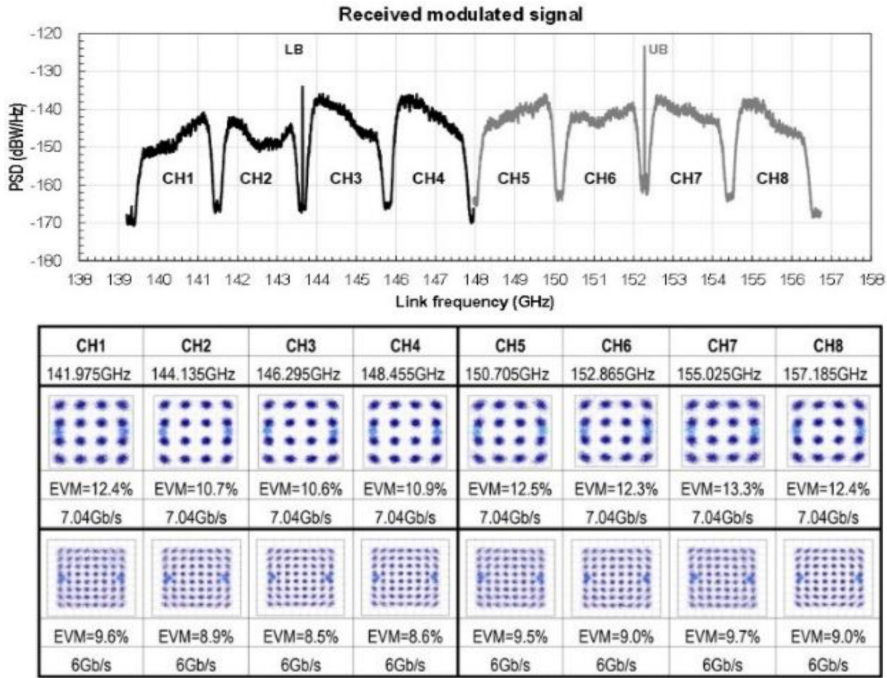 Received modulated signal
-120
-130
-140
-150
-160
-170
-180
PSD (dBW/Hz)
LB
UB
CH1 CH2 CH3 CH4 CH5 CH6 CH7 CH8
138 139 140 141 142 143 144 145 146 147 148 149 150 151 152 153 154 155 156 157 158
Link frequency (GHz)
CH1 CH2 CH3 CH4 CH5 CH6 CH7 CH8
141.975GHz 144.135GHz 146.295GHz 148.455GHz 150.705GHz 152.865GHz 155.025GHz 157.185GHz
EVM=12.4% EVM=10.7% EVM=10.6% EVM=10.9% EVM=12.5% EVM=12.3% EVM=13.3% EVM=12.4%
7.04Gb/s 7.04Gb/s 7.04Gb/s 7.04Gb/s 7.04Gb/s 7.04Gb/s 7.04Gb/s 7.04Gb/s
EVM=9.6% EVM=8.9% EVM=8.5% EVM=8.6% EVM=9.5% EVM=9.0% EVM=9.7% EVM=9.0%
6Gb/s 6Gb/s 6Gb/s 6Gb/s 6Gb/s 6Gb/s 6Gb/s 6Gb/s